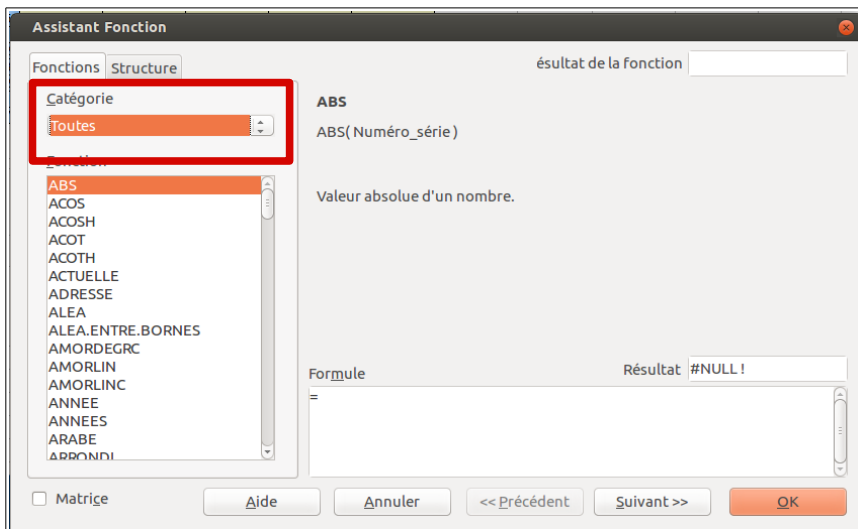 Assistant Fonction
Fonctions Structure
ésultat de la fonction
Catégorie
Toutes
Fonction
ABS
ACOS
ACOSH
ACOT
ACOTH
ACTUELLE
ADRESSE
ALEA
ALEA.ENTRE.BORNES
AMORDEGRC
AMORLIN
AMORLINC
ANNEE
ANNEES
ARABE
ARRONDI
ABS
ABS( Numéro_série )
Valeur absolue d'un nombre.
Formule
Résultat #NULL !
=
Matrice
Aide
Annuler
<< Précédent
Suivant >>
OK